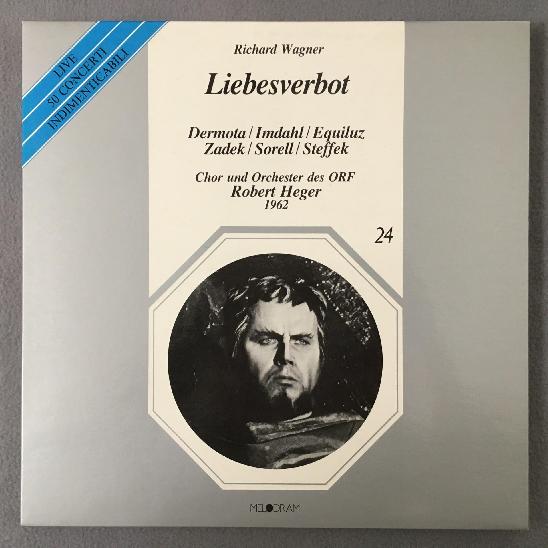 LIVE
50 CONCERTI
INDIMENTICABILI
Richard Wagner
Liebesverbot
Dermota/Imdahl/Equiluz
Zadek/Sorell/Steffek
Chor und Orchester des ORF
Robert Heger
1962
24
MELODRAM